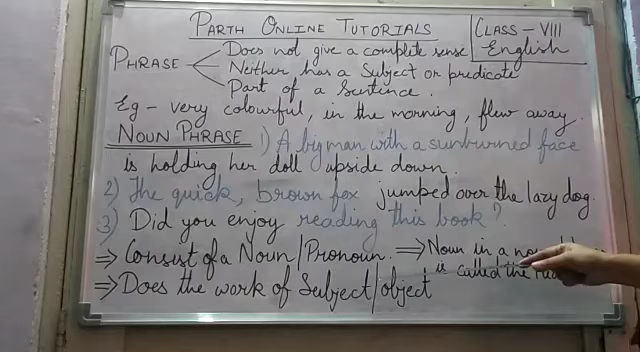 PARTH ONLINE TUTORIALS
CLASS - VIII
English
PHRASE
Does not give a complete sense
Neither has a Subject or predicate
Part of a Sentence.
Eg - very colourful, in the morning, flew away.
NOUN PHRASE 1) A big man with a sunburned face
is holding her doll upside down.
2) The quick, brown fox jumped over the lazy dog.
3) Did you enjoy reading this book?
⇒ Consist of a Noun/Pronoun. ⇒ Noun in a
is called the
⇒ Does the work of Subject/object